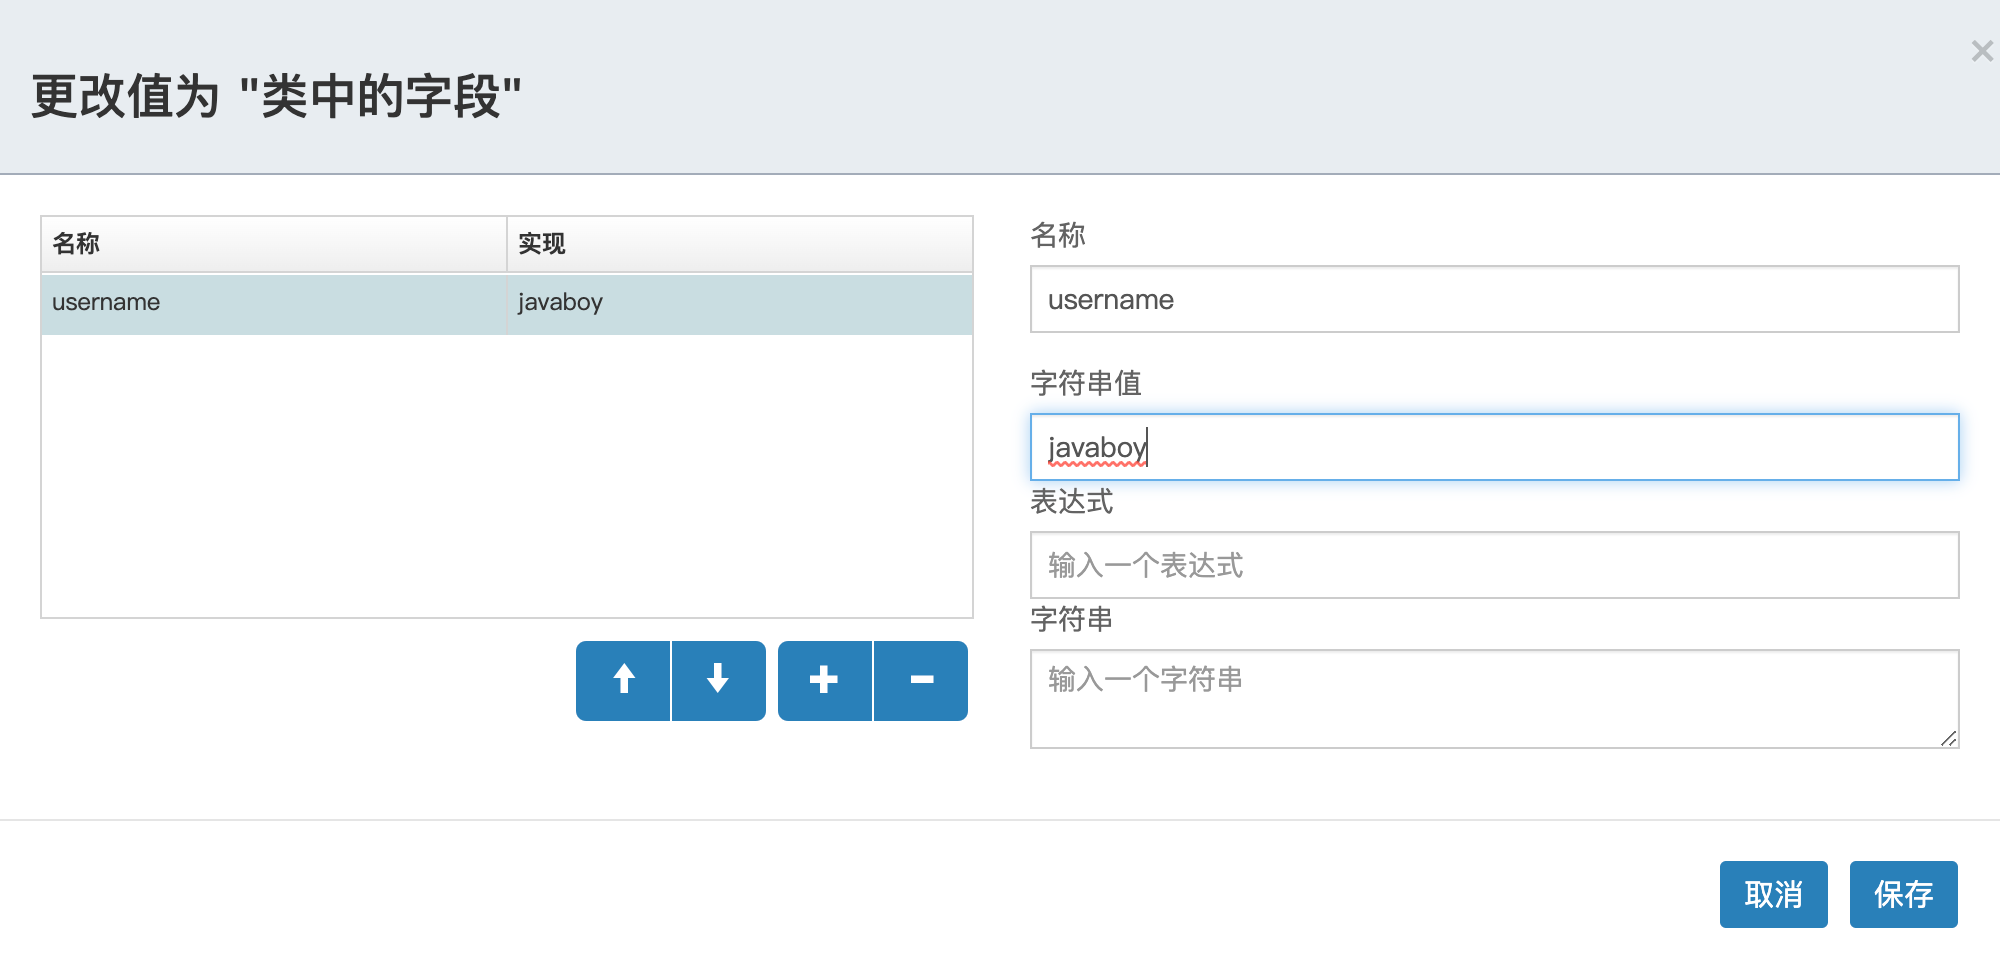 更改值为 "类中的字段"
名称 实现
username javaboy
名称
username
字符串值
javaboy
表达式
输入一个表达式
字符串
输入一个字符串
取消 保存